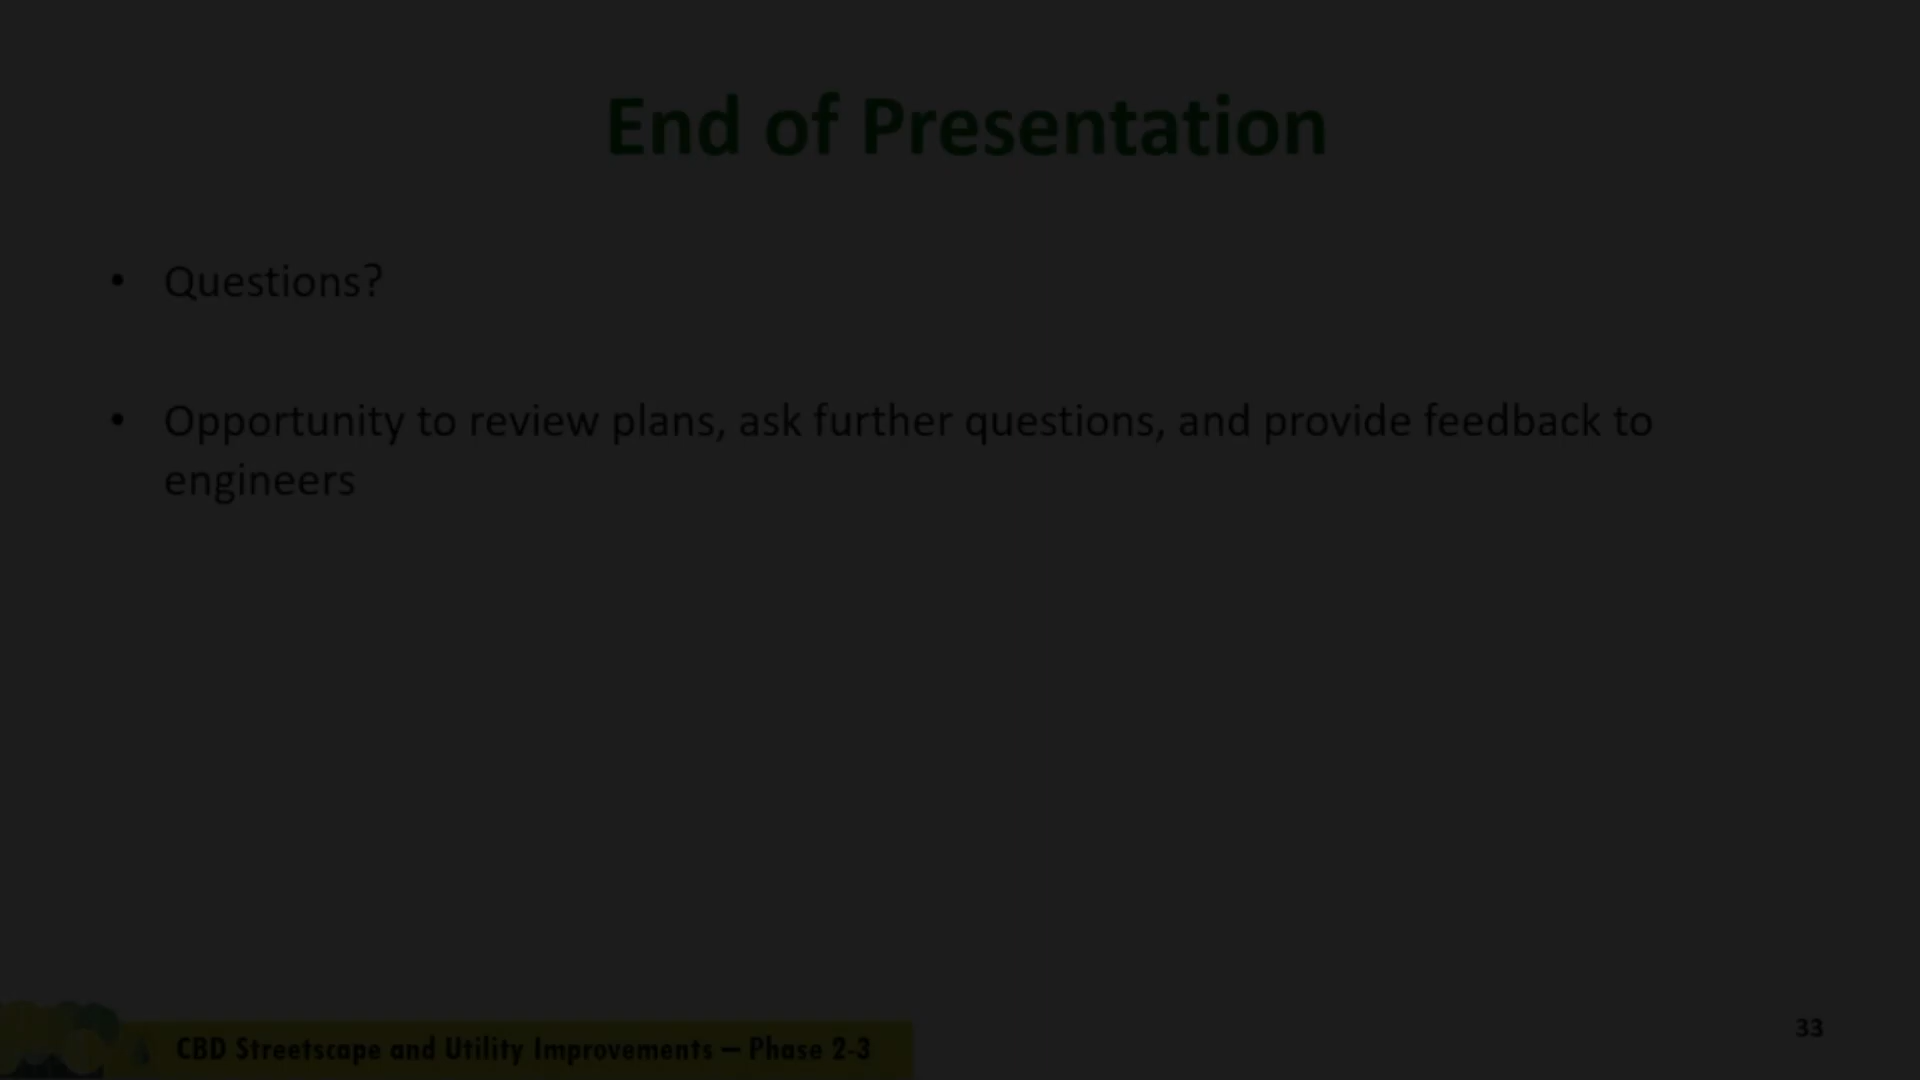 End of Presentation
• Questions?
• Opportunity to review plans, ask further questions, and provide feedback to
engineers
CBD Streetscape and Utility Improvements – Phase 2-3
33